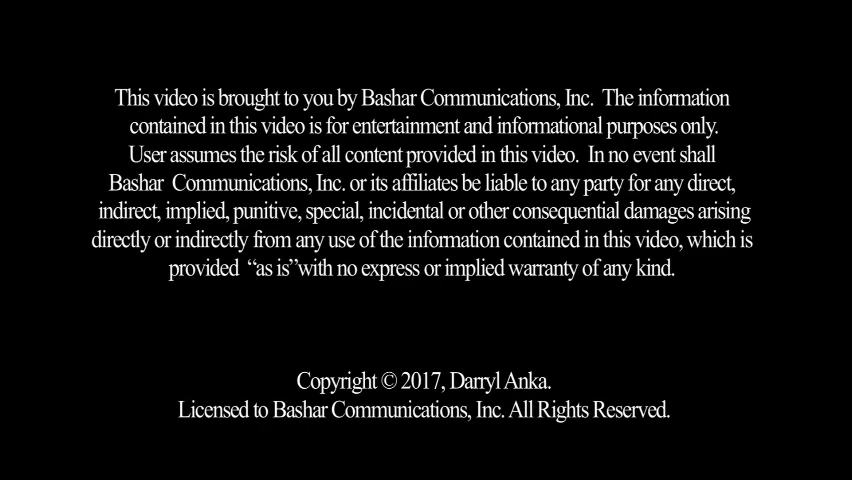 This video is brought to you by Bashar Communications, Inc.  The information
contained in this video is for entertainment and informational purposes only.
User assumes the risk of all content provided in this video.  In no event shall
Bashar  Communications, Inc. or its affiliates be liable to any party for any direct,
indirect, implied, punitive, special, incidental or other consequential damages arising
directly or indirectly from any use of the information contained in this video, which is
provided  “as is”with no express or implied warranty of any kind.
Copyright © 2017, Darryl Anka.
Licensed to Bashar Communications, Inc. All Rights Reserved.